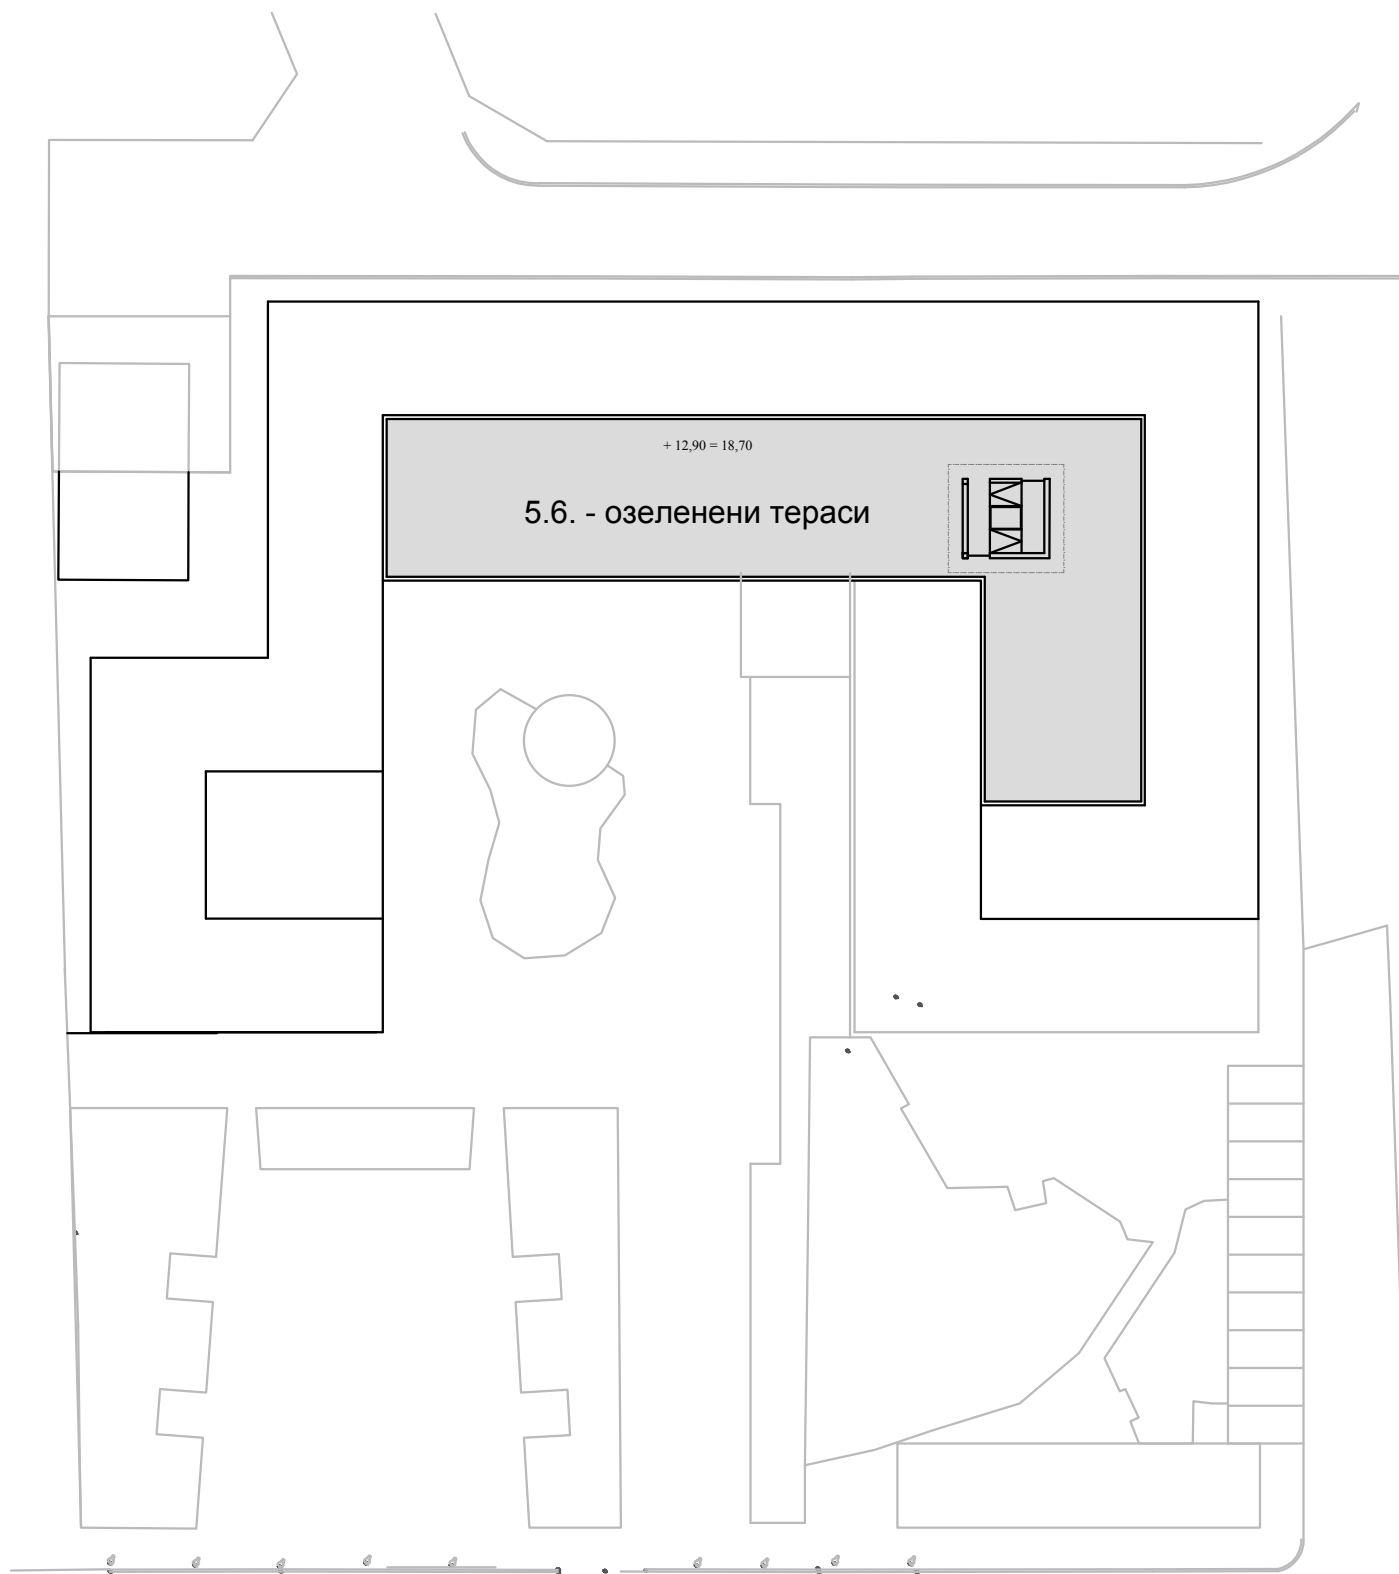 + 12,90 = 18,70
5.6. - озеленени тераси